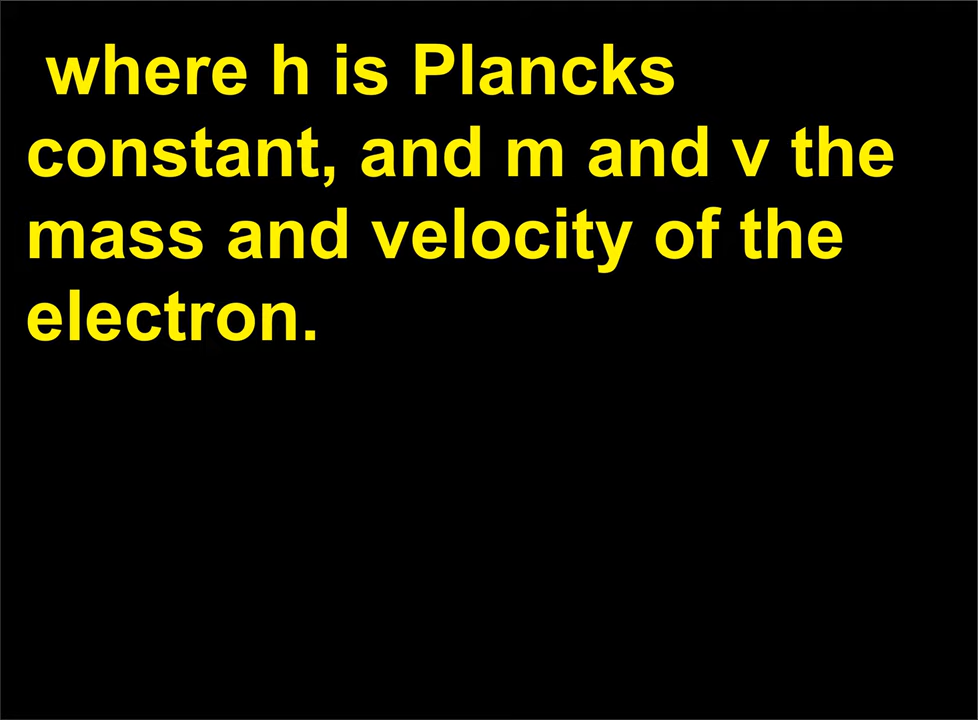 where h is Plancks
constant, and m and v the
mass and velocity of the
electron.